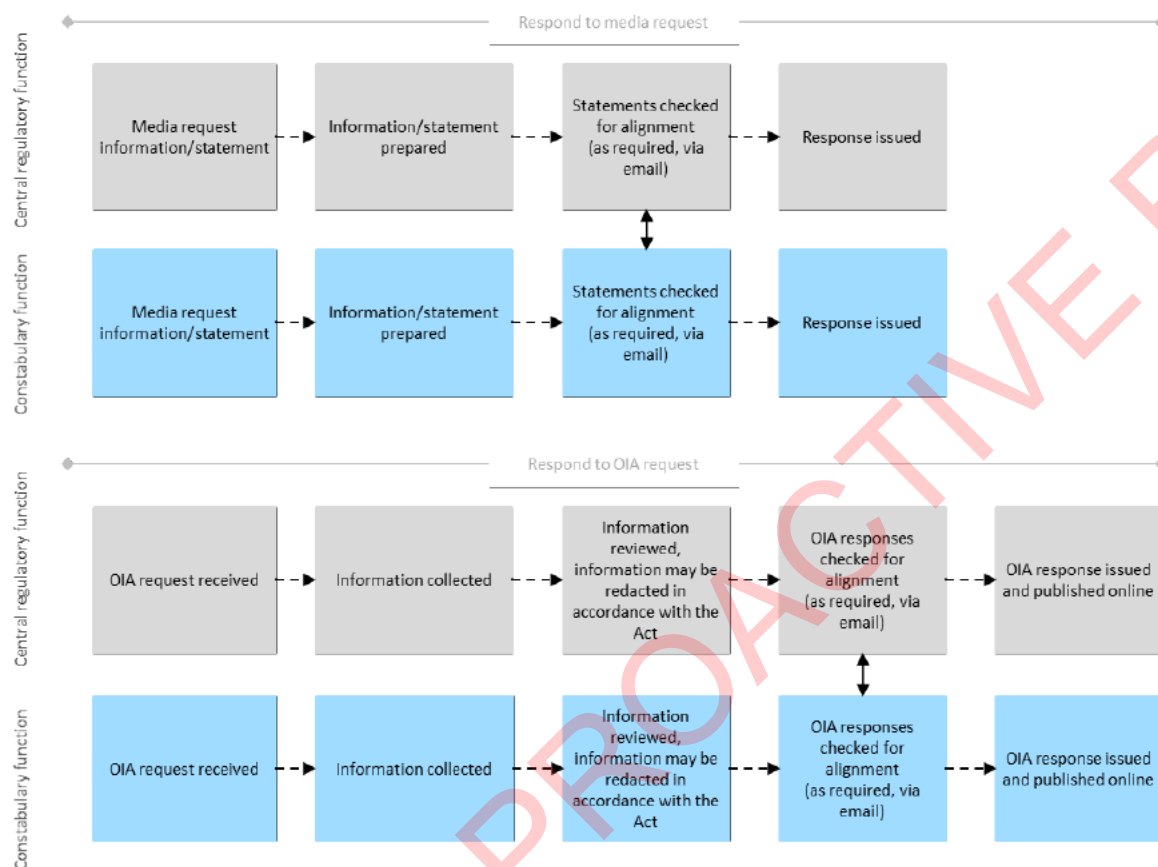 Respond to media request
Central regulatory function
Media request
information/statement
Information/statement
prepared
Statements checked
for alignment
(as required, via
email)
Response issued
Constabulary function
Media request
information/statement
Information/statement
prepared
Statements checked
for alignment
(as required, via
email)
Response issued
Respond to OIA request
Central regulatory function
OIA request received
Information collected
Information
reviewed,
information may be
redacted in
accordance with the
Act
OIA responses
checked for
alignment
(as required, via
email)
OIA response issued
and published online
Constabulary function
OIA request received
Information collected
Information
reviewed,
information may be
redacted in
accordance with the
Act
OIA responses
checked for
alignment
(as required, via
email)
OIA response issued
and published online
PROACTIVE